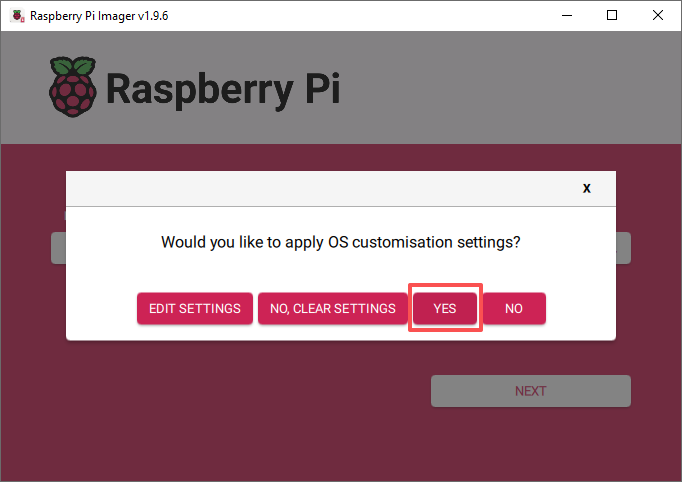 Raspberry Pi Imager v1.9.6
Raspberry Pi
x
Would you like to apply OS customisation settings?
EDIT SETTINGS
NO, CLEAR SETTINGS
YES
NO
NEXT